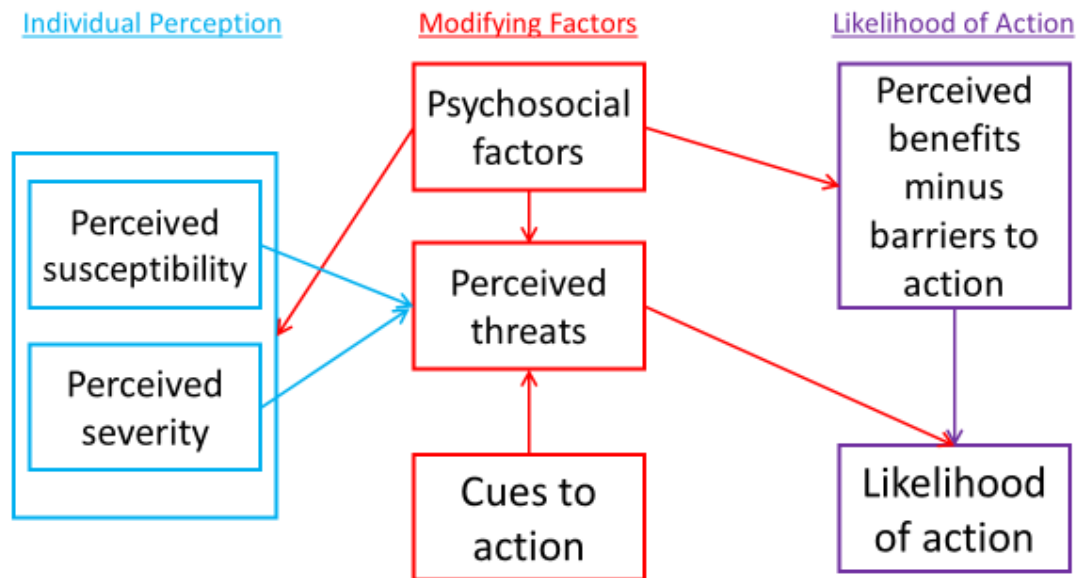 Individual Perception
Modifying Factors
Likelihood of Action
Psychosocial
factors
Perceived
benefits
minus
barriers to
action
Perceived
susceptibility
Perceived
threats
Perceived
severity
Cues to
action
Likelihood
of action